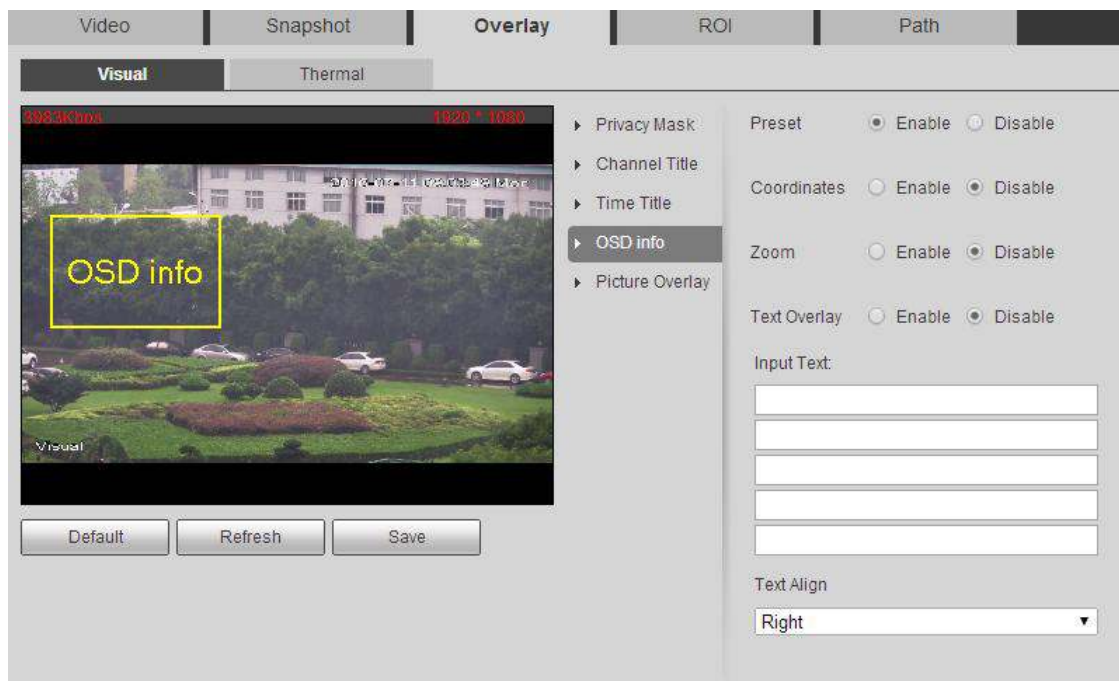 Video Snapshot Overlay ROI Path
Visual Thermal
1920 * 1080
OSD info
Visual
Default Refresh Save
Privacy Mask
Channel Title
Time Title
OSD info
Picture Overlay
Preset Enable Disable
Coordinates Enable Disable
Zoom Enable Disable
Text Overlay Enable Disable
Input Text:
Text Align
Right